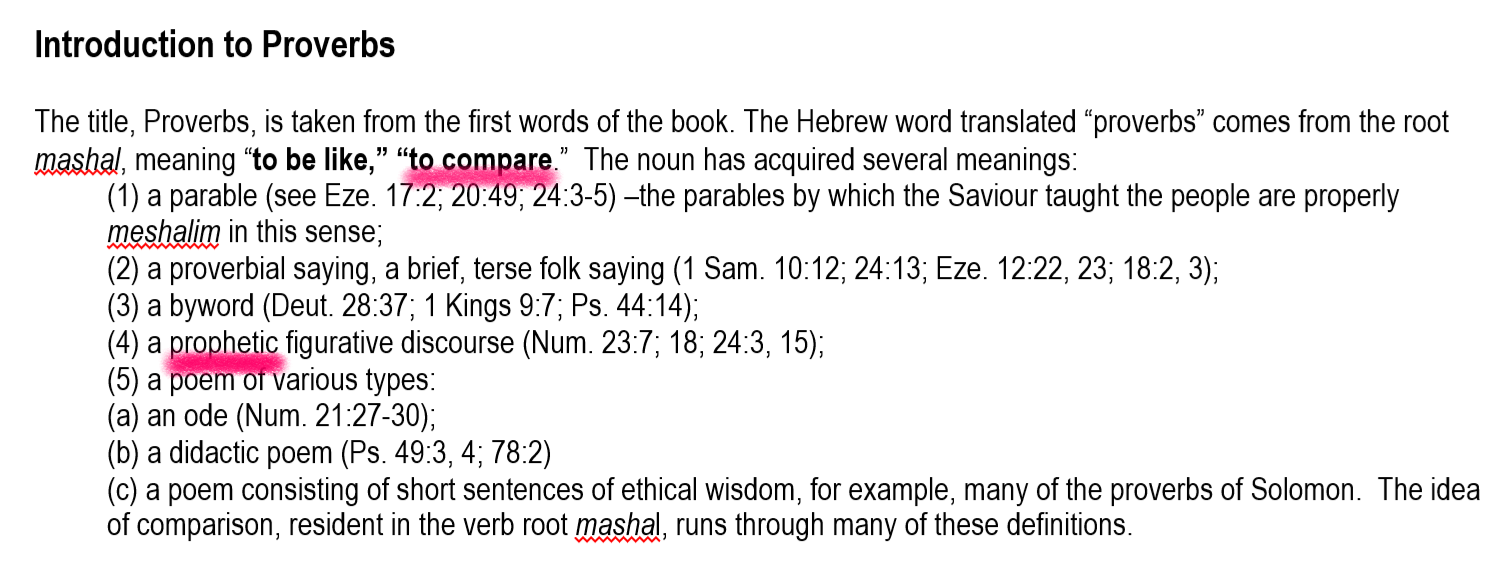 Introduction to Proverbs
The title, Proverbs, is taken from the first words of the book. The Hebrew word translated “proverbs” comes from the root
mashal, meaning “to be like,” “to compare.”  The noun has acquired several meanings:
(1) a parable (see Eze. 17:2; 20:49; 24:3-5) –the parables by which the Saviour taught the people are properly
meshalim in this sense;
(2) a proverbial saying, a brief, terse folk saying (1 Sam. 10:12; 24:13; Eze. 12:22, 23; 18:2, 3);
(3) a byword (Deut. 28:37; 1 Kings 9:7; Ps. 44:14);
(4) a prophetic figurative discourse (Num. 23:7; 18; 24:3, 15);
(5) a poem of various types:
(a) an ode (Num. 21:27-30);
(b) a didactic poem (Ps. 49:3, 4; 78:2)
(c) a poem consisting of short sentences of ethical wisdom, for example, many of the proverbs of Solomon.  The idea
of comparison, resident in the verb root mashal, runs through many of these definitions.